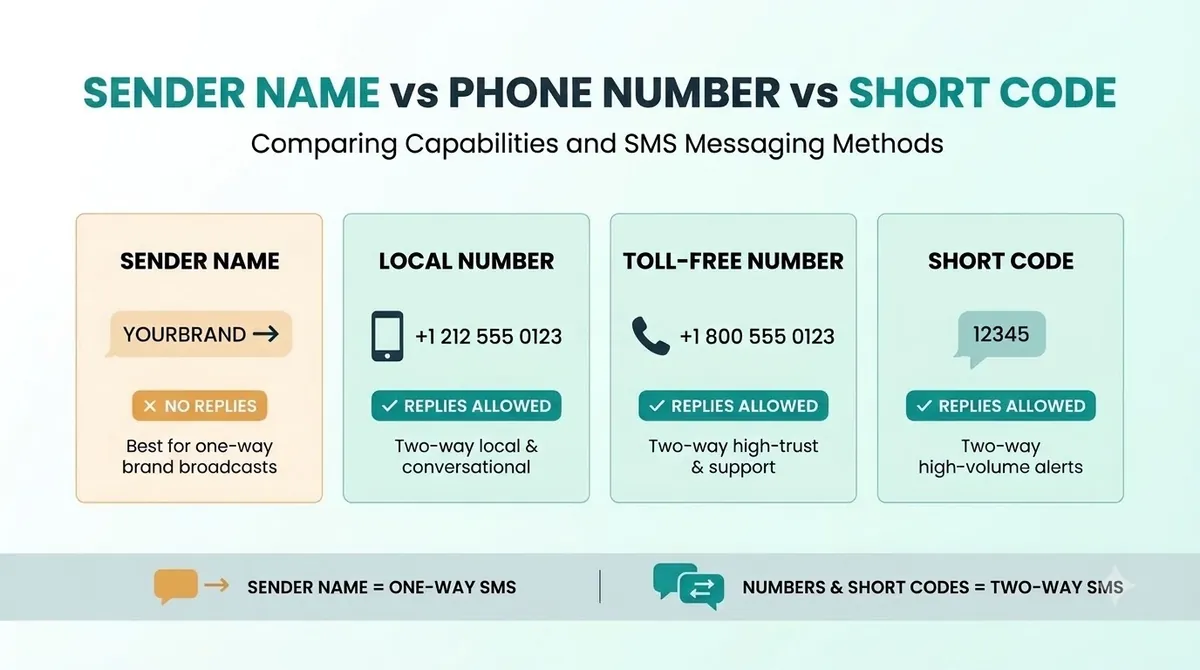 SENDER NAME vs PHONE NUMBER vs SHORT CODE
Comparing Capabilities and SMS Messaging Methods
SENDER NAME
YOURBRAND →
× NO REPLIES
Best for one-way
brand broadcasts
LOCAL NUMBER
+1 212 555 0123
✓ REPLIES ALLOWED
Two-way local &
conversational
TOLL-FREE NUMBER
+1 800 555 0123
✓ REPLIES ALLOWED
Two-way high-trust
& support
SHORT CODE
12345
✓ REPLIES ALLOWED
Two-way
high-volume alerts
SENDER NAME = ONE-WAY SMS
NUMBERS & SHORT CODES = TWO-WAY SMS